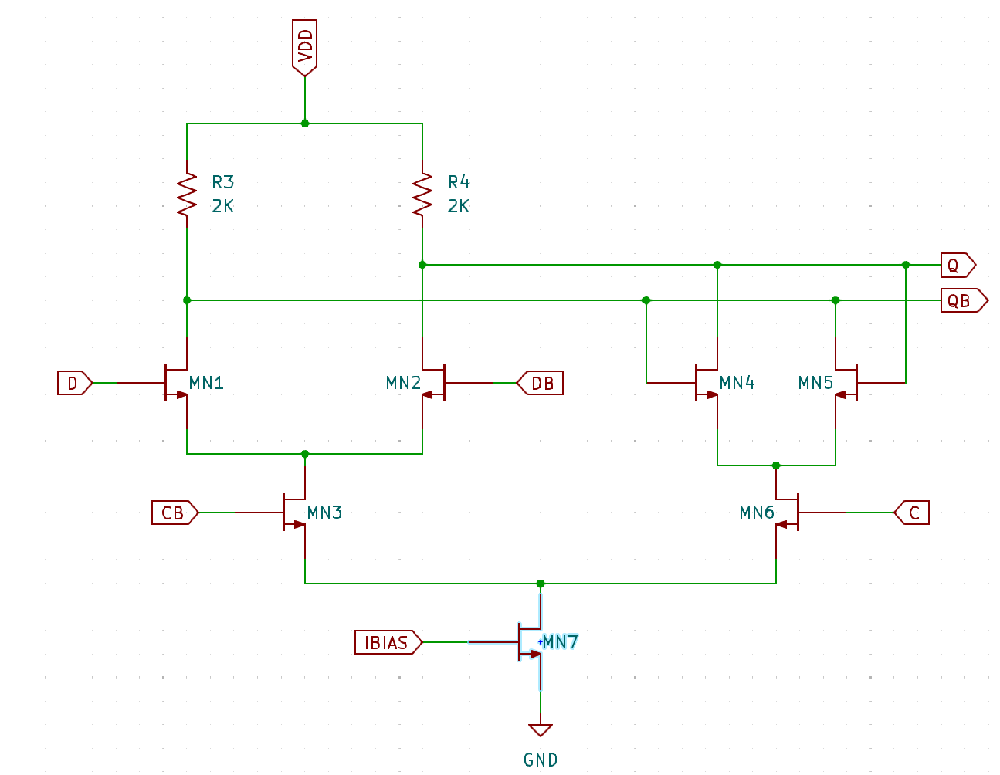 VDD
R3
2K
R4
2K
Q
QB
D
MN1
MN2
DB
MN4
MN5
CB
MN3
MN6
C
IBIAS
MN7
GND